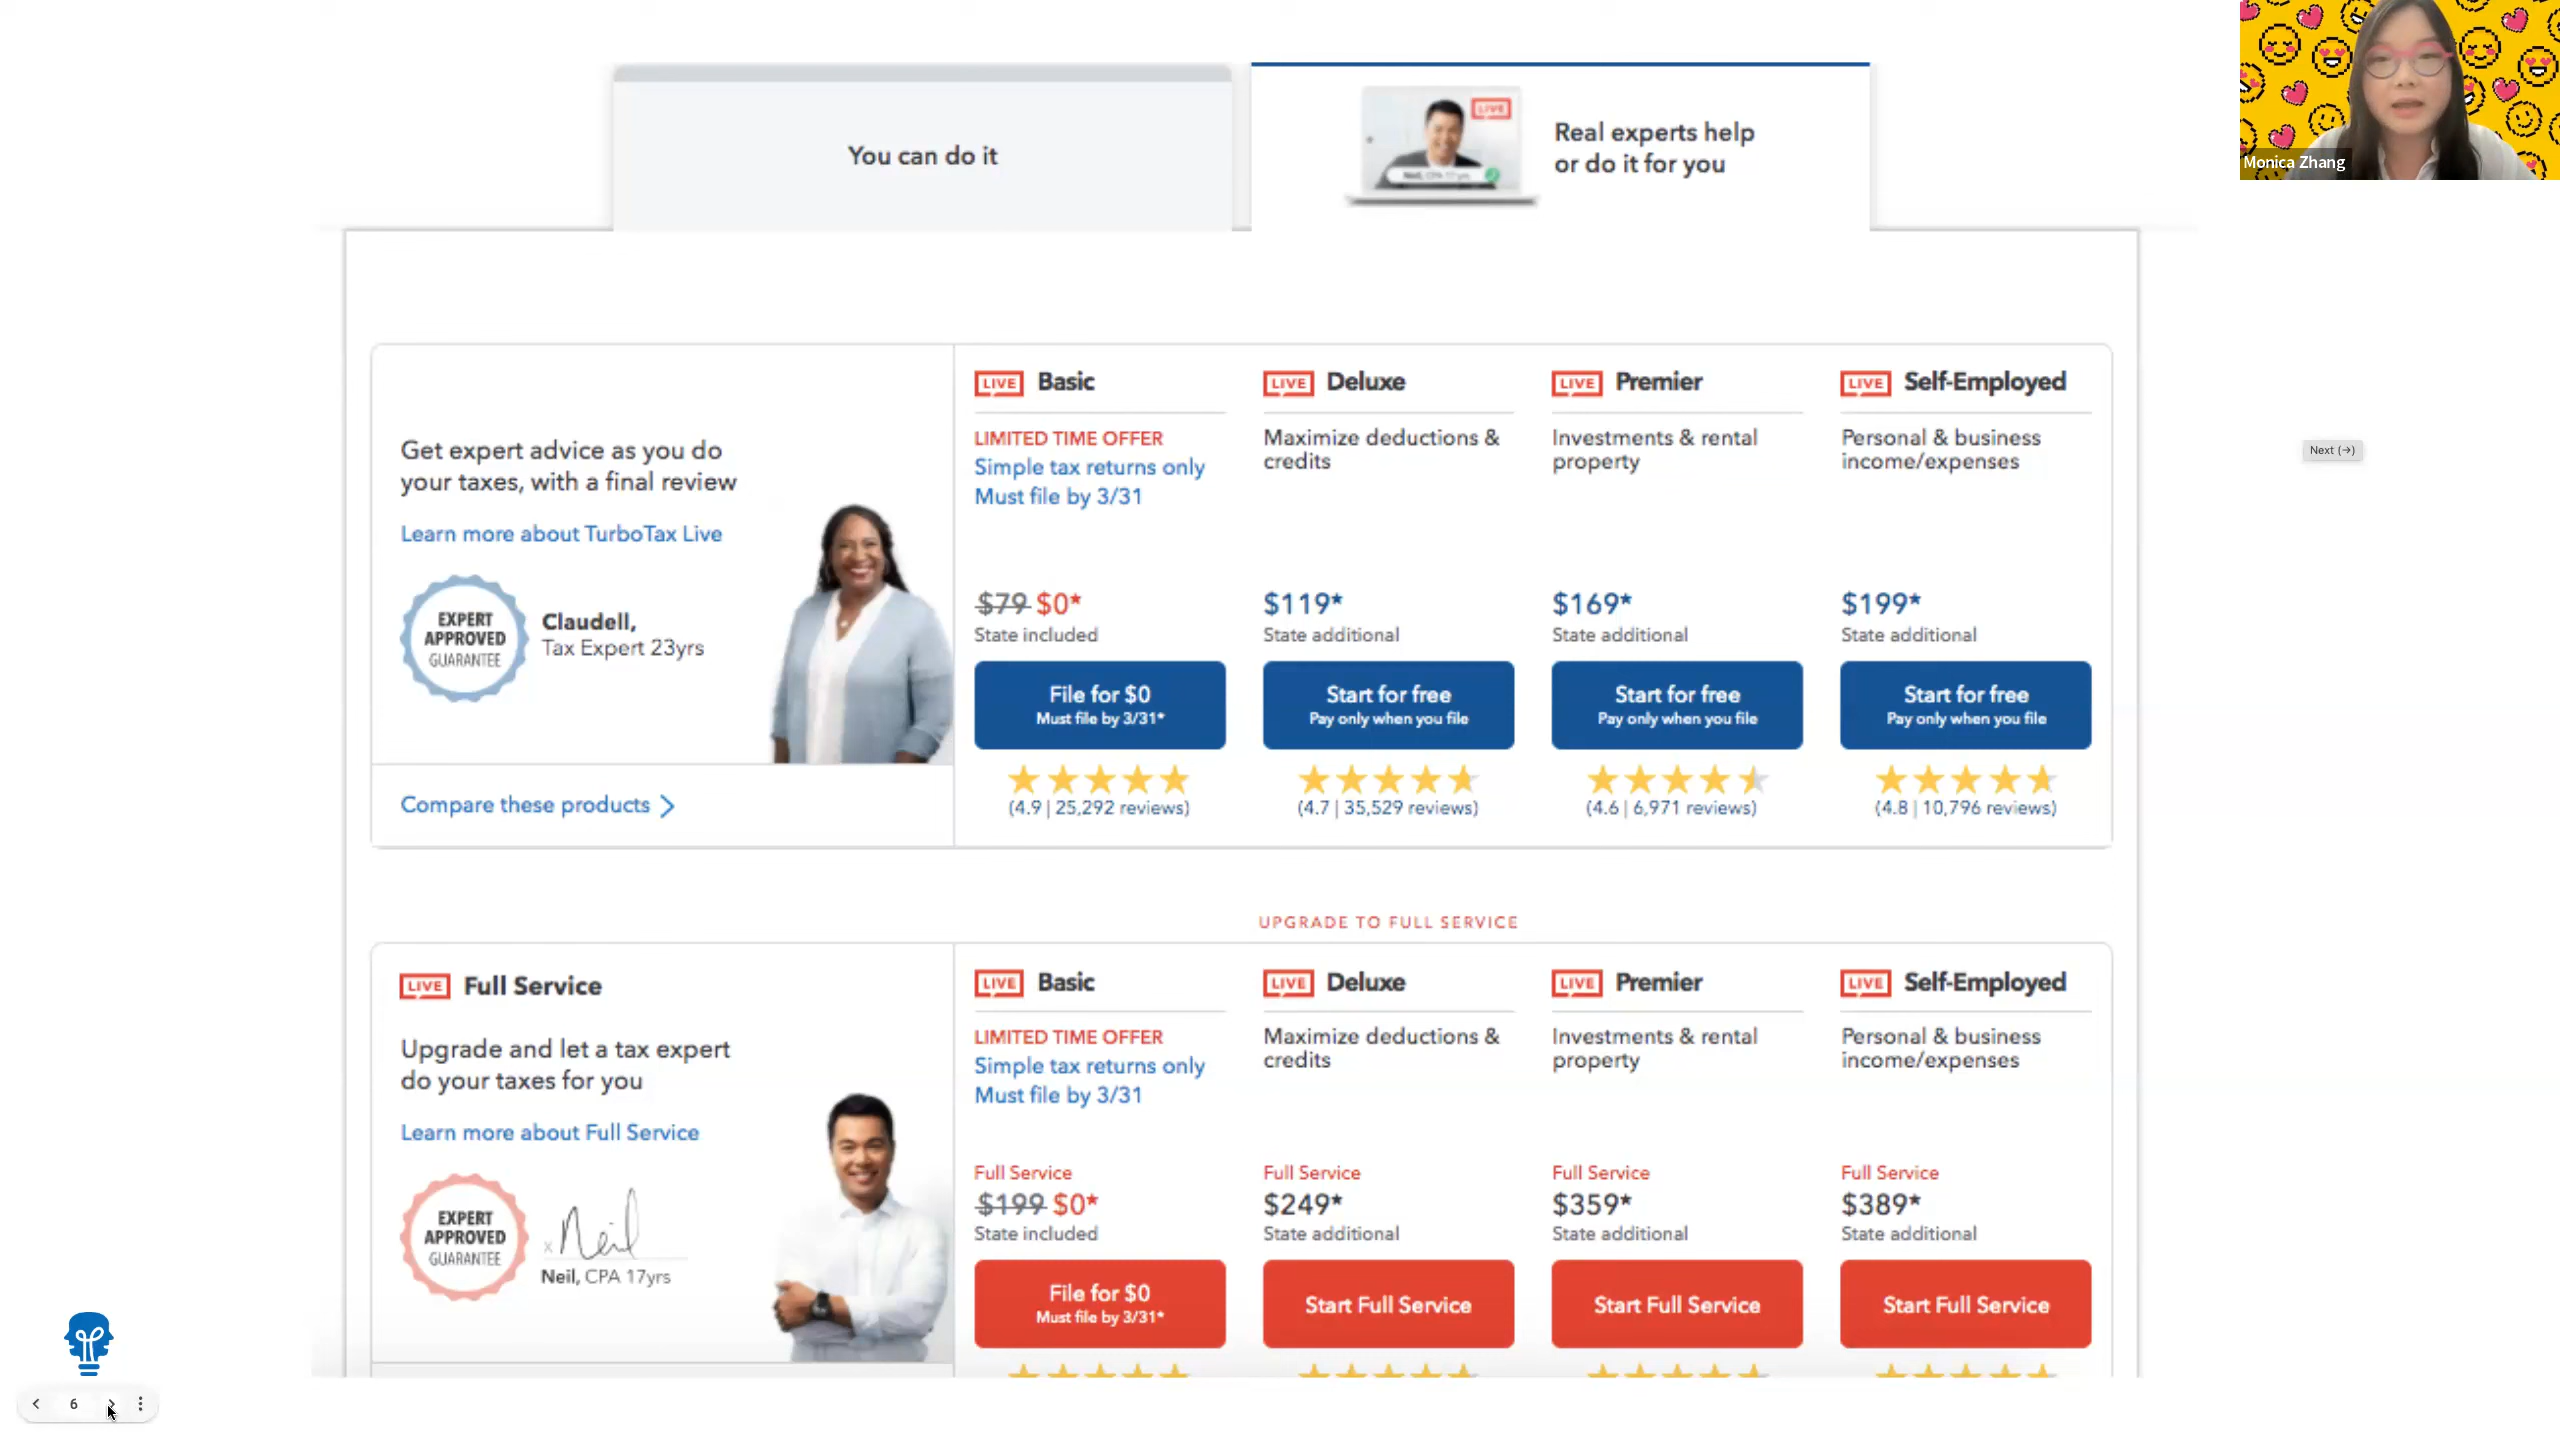 You can do it
LIVE
Real experts help
or do it for you
Monica Zhang
Get expert advice as you do
your taxes, with a final review
Learn more about TurboTax Live
EXPERT
APPROVED
GUARANTEE
Claudell,
Tax Expert 23yrs
Compare these products
LIVE Basic
LIMITED TIME OFFER
Simple tax returns only
Must file by 3/31
$79 $0*
State included
File for $0
Must file by 3/31*
(4.9 | 25,292 reviews)
LIVE Deluxe
Maximize deductions &
credits
$119*
State additional
Start for free
Pay only when you file
(4.7 | 35,529 reviews)
LIVE Premier
Investments & rental
property
$169*
State additional
Start for free
Pay only when you file
(4.6 | 6,971 reviews)
LIVE Self-Employed
Personal & business
income/expenses
$199*
State additional
Start for free
Pay only when you file
(4.8 | 10,796 reviews)
Next (→)
UPGRADE TO FULL SERVICE
LIVE Full Service
Upgrade and let a tax expert
do your taxes for you
Learn more about Full Service
EXPERT
APPROVED
GUARANTEE
x Neil
Neil, CPA 17yrs
LIVE Basic
LIMITED TIME OFFER
Simple tax returns only
Must file by 3/31
Full Service
$199 $0*
State included
File for $0
Must file by 3/31*
LIVE Deluxe
Maximize deductions &
credits
Full Service
$249*
State additional
Start Full Service
LIVE Premier
Investments & rental
property
Full Service
$359*
State additional
Start Full Service
LIVE Self-Employed
Personal & business
income/expenses
Full Service
$389*
State additional
Start Full Service
6